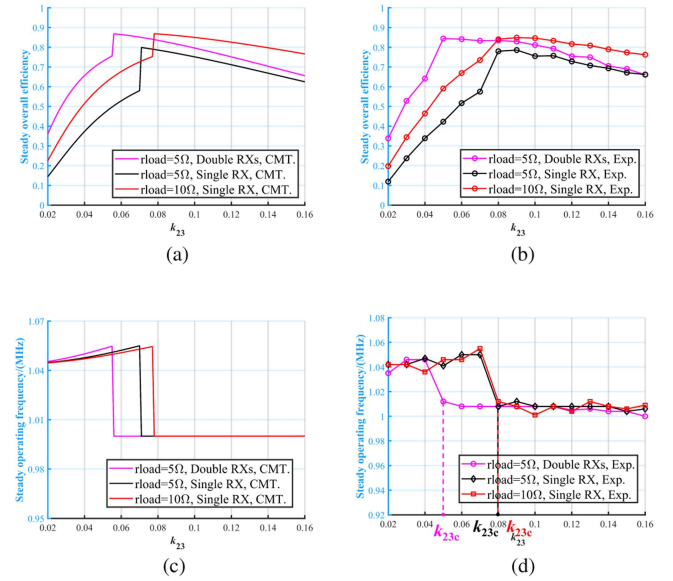 Steady overall efficiency
1
0.9
0.8
0.7
0.6
0.5
0.4
0.3
0.2
0.1
0
rload=5Ω, Double RXs, CMT.
rload=5Ω, Single RX, CMT.
rload=10Ω, Single RX, CMT.
0.02 0.04 0.06 0.08 0.1 0.12 0.14 0.16
k23
(a)
Steady overall efficiency
1
0.9
0.8
0.7
0.6
0.5
0.4
0.3
0.2
0.1
0
rload=5Ω, Double RXs, Exp.
rload=5Ω, Single RX, Exp.
rload=10Ω, Single RX, Exp.
0.02 0.04 0.06 0.08 0.1 0.12 0.14 0.16
k23
(b)
Steady operating frequency/(MHz)
1.07
1.04
1.01
0.98
0.95
rload=5Ω, Double RXs, CMT.
rload=5Ω, Single RX, CMT.
rload=10Ω, Single RX, CMT.
0.02 0.04 0.06 0.08 0.1 0.12 0.14 0.16
k23
(c)
Steady operating frequency/(MHz)
1.08
1.06
1.04
1.02
1
0.98
0.96
0.94
0.92
rload=5Ω, Double RXs, Exp.
rload=5Ω, Single RX, Exp.
rload=10Ω, Single RX, Exp.
0.02 0.04 0.06 0.08 0.1 0.12 0.14 0.16
k23c k23c k23c
k23
(d)